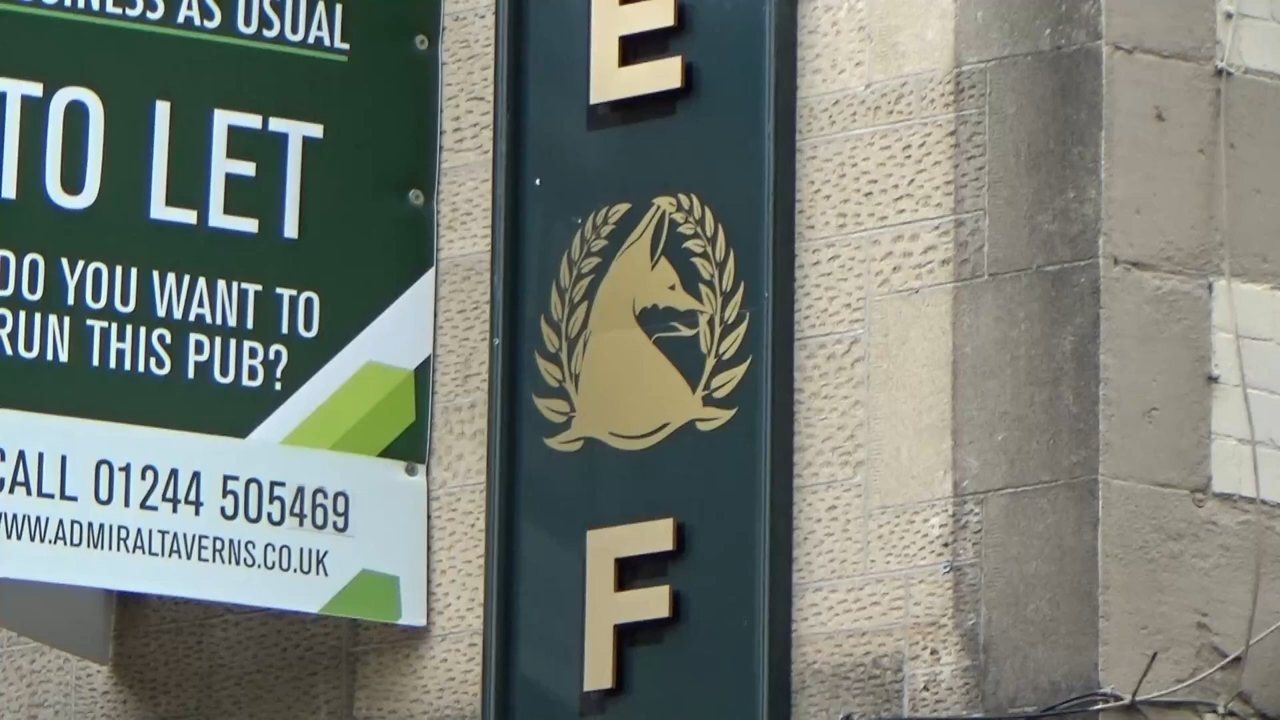 BUSINESS AS USUAL
TO LET
DO YOU WANT TO
RUN THIS PUB?
CALL 01244 505469
WWW.ADMIRALTAVERNS.CO.UK
E
F